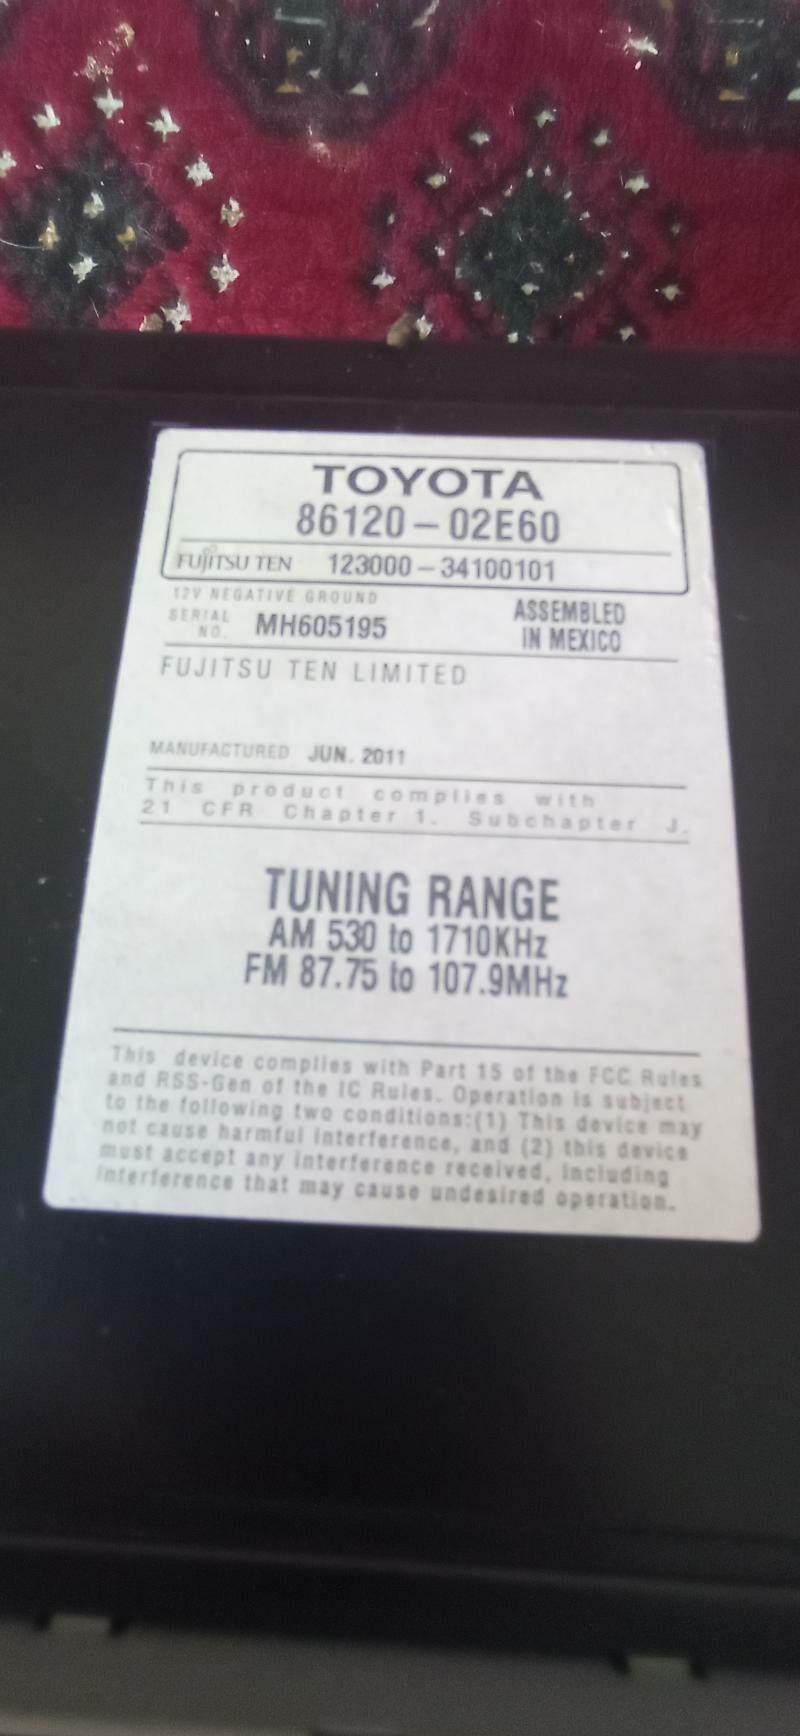 TOYOTA
86120-02E60
FUJITSU TEN 123000-34100101
12V NEGATIVE GROUND
SERIAL NO. MH605195
ASSEMBLED
IN MEXICO
FUJITSU TEN LIMITED
MANUFACTURED JUN. 2011
This product complies with
21 CFR Chapter 1. Subchapter J.
TUNING RANGE
AM 530 to 1710KHz
FM 87.75 to 107.9MHz
This device complies with Part 15 of the FCC Rules
and RSS-Gen of the IC Rules. Operation is subject
to the following two conditions:(1) This device may
not cause harmful interference, and (2) this device
must accept any interference received, including
interference that may cause undesired operation.